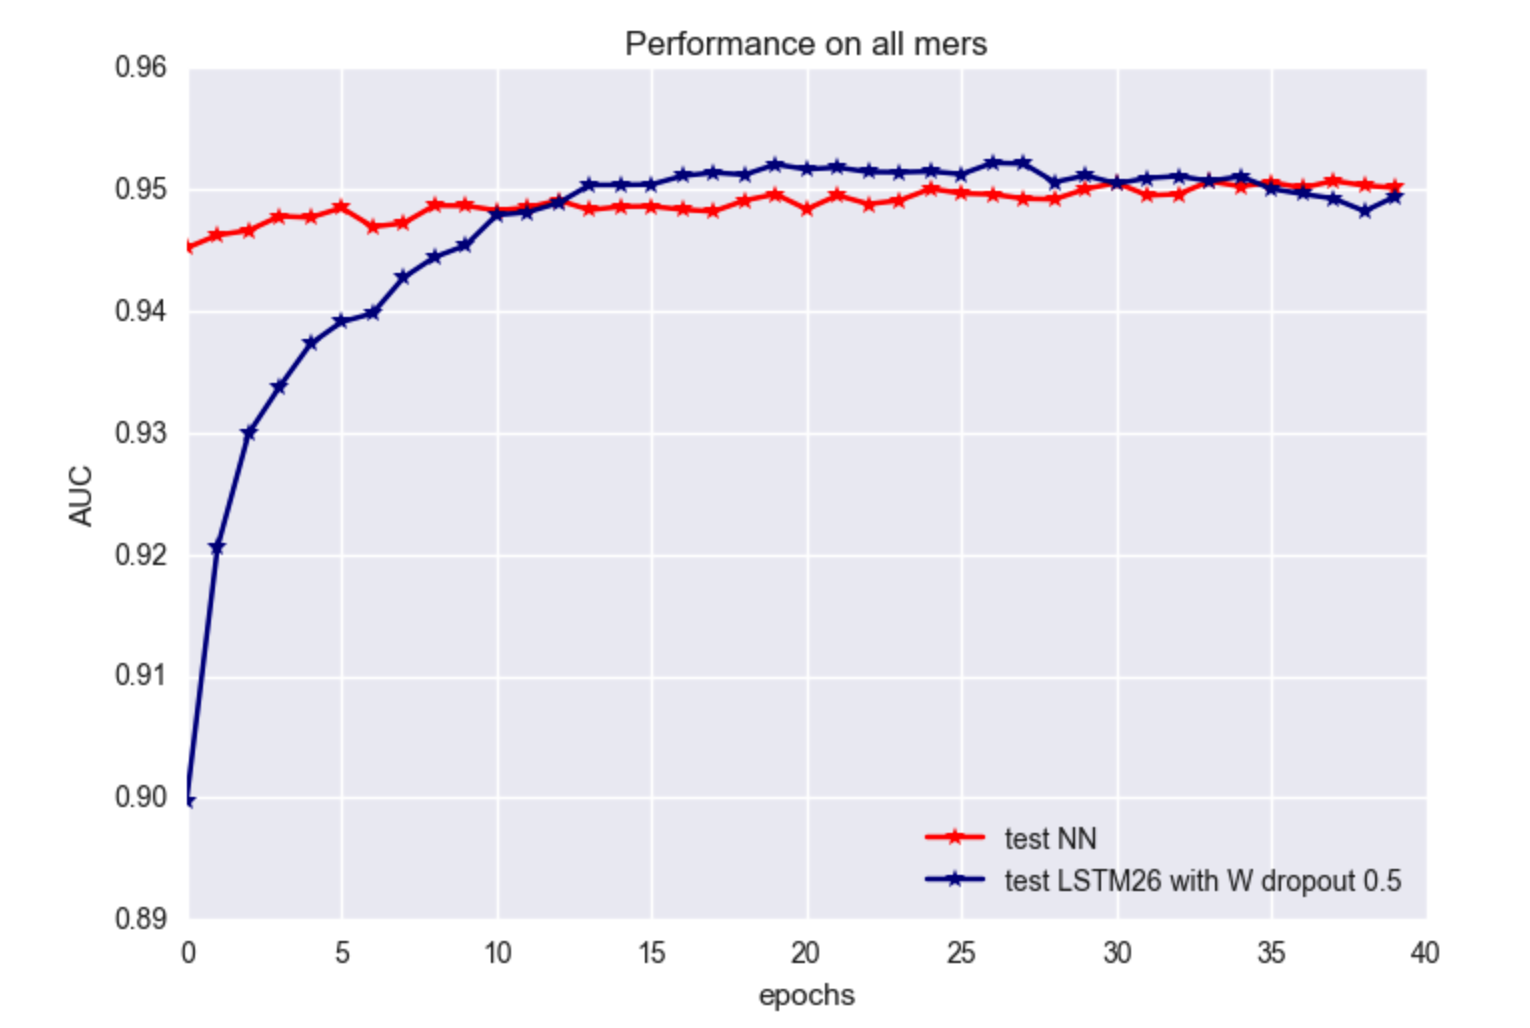 Performance on all mers
0.96
0.95
0.94
0.93
0.92
0.91
0.90
0.89
AUC
test NN
test LSTM26 with W dropout 0.5
0 5 10 15 20 25 30 35 40
epochs